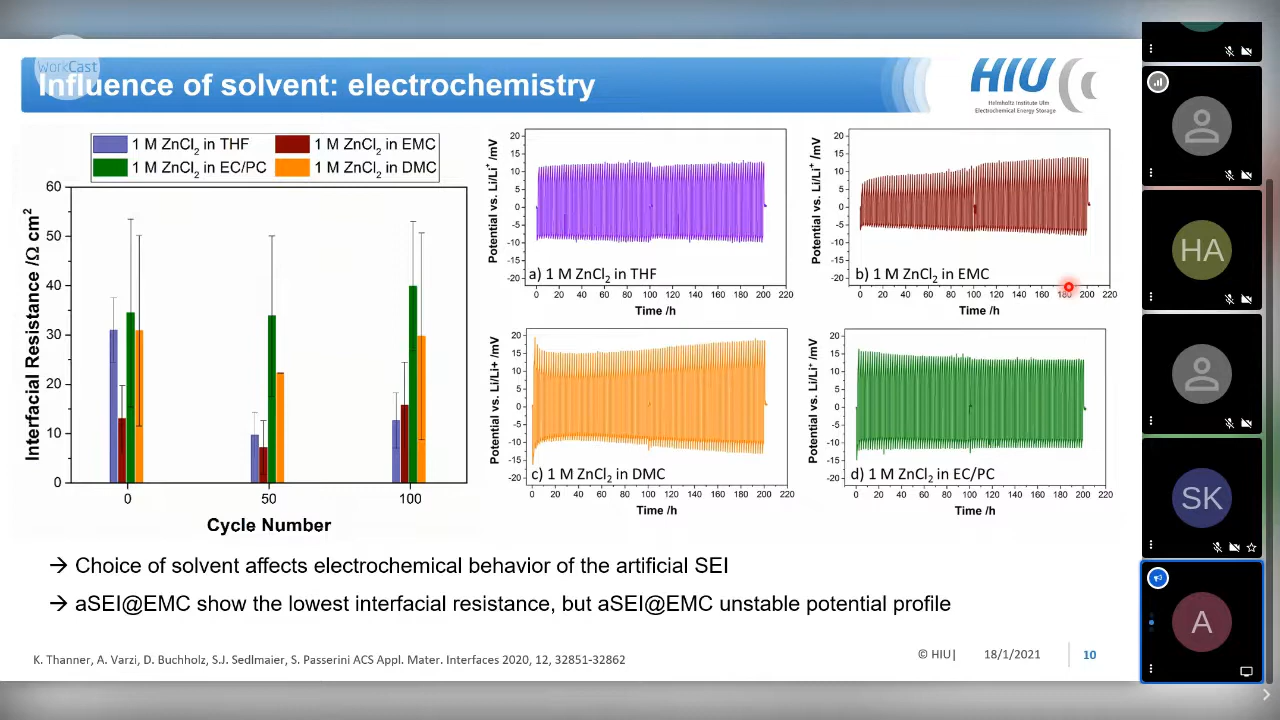 WorkCast
Influence of solvent: electrochemistry
HIU
Helmholtz Institute Ulm
Electrochemical Energy Storage
1 M ZnCl2 in THF
1 M ZnCl2 in EMC
1 M ZnCl2 in EC/PC
1 M ZnCl2 in DMC
Interfacial Resistance /Ω cm2
60
50
40
30
20
10
0
0 50 100
Cycle Number
Potential vs. Li/Li+ /mV
20
15
10
5
0
-5
-10
-15
-20
a) 1 M ZnCl2 in THF
0 20 40 60 80 100 120 140 160 180 200 220
Time /h
Potential vs. Li/Li+ /mV
20
15
10
5
0
-5
-10
-15
-20
b) 1 M ZnCl2 in EMC
0 20 40 60 80 100 120 140 160 180 200 220
Time /h
Potential vs. Li/Li+ /mV
20
15
10
5
0
-5
-10
-15
-20
c) 1 M ZnCl2 in DMC
0 20 40 60 80 100 120 140 160 180 200 220
Time /h
Potential vs. Li/Li+ /mV
20
15
10
5
0
-5
-10
-15
-20
d) 1 M ZnCl2 in EC/PC
0 20 40 60 80 100 120 140 160 180 200 220
Time /h
→ Choice of solvent affects electrochemical behavior of the artificial SEI
→ aSEI@EMC show the lowest interfacial resistance, but aSEI@EMC unstable potential profile
K. Thanner, A. Varzi, D. Buchholz, S.J. Sedlmaier, S. Passerini ACS Appl. Mater. Interfaces 2020, 12, 32851-32862
© HIU| 18/1/2021 10
HA
SK
A